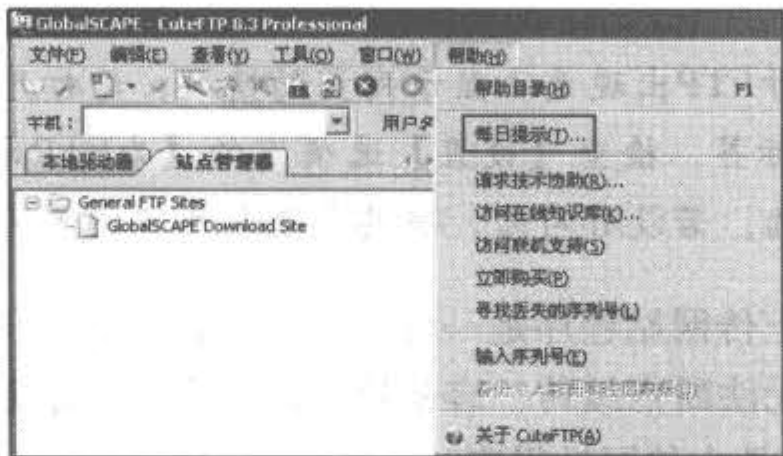 GlobalSCAPE - CuteFTP 8.3 Professional
文件(F) 编辑(E) 查看(V) 工具(O) 窗口(W) 帮助(H)
帮助目录(H) F1
主机：
用户名
每日提示(T)...
本地驱动器 站点管理器
请求技术协助(R)...
General FTP Sites
访问在线知识库(K)...
GlobalSCAPE Download Site
访问联机支持(S)
立即购买(P)
寻找丢失的序列号(L)
输入序列号(E)
关于 CuteFTP(A)